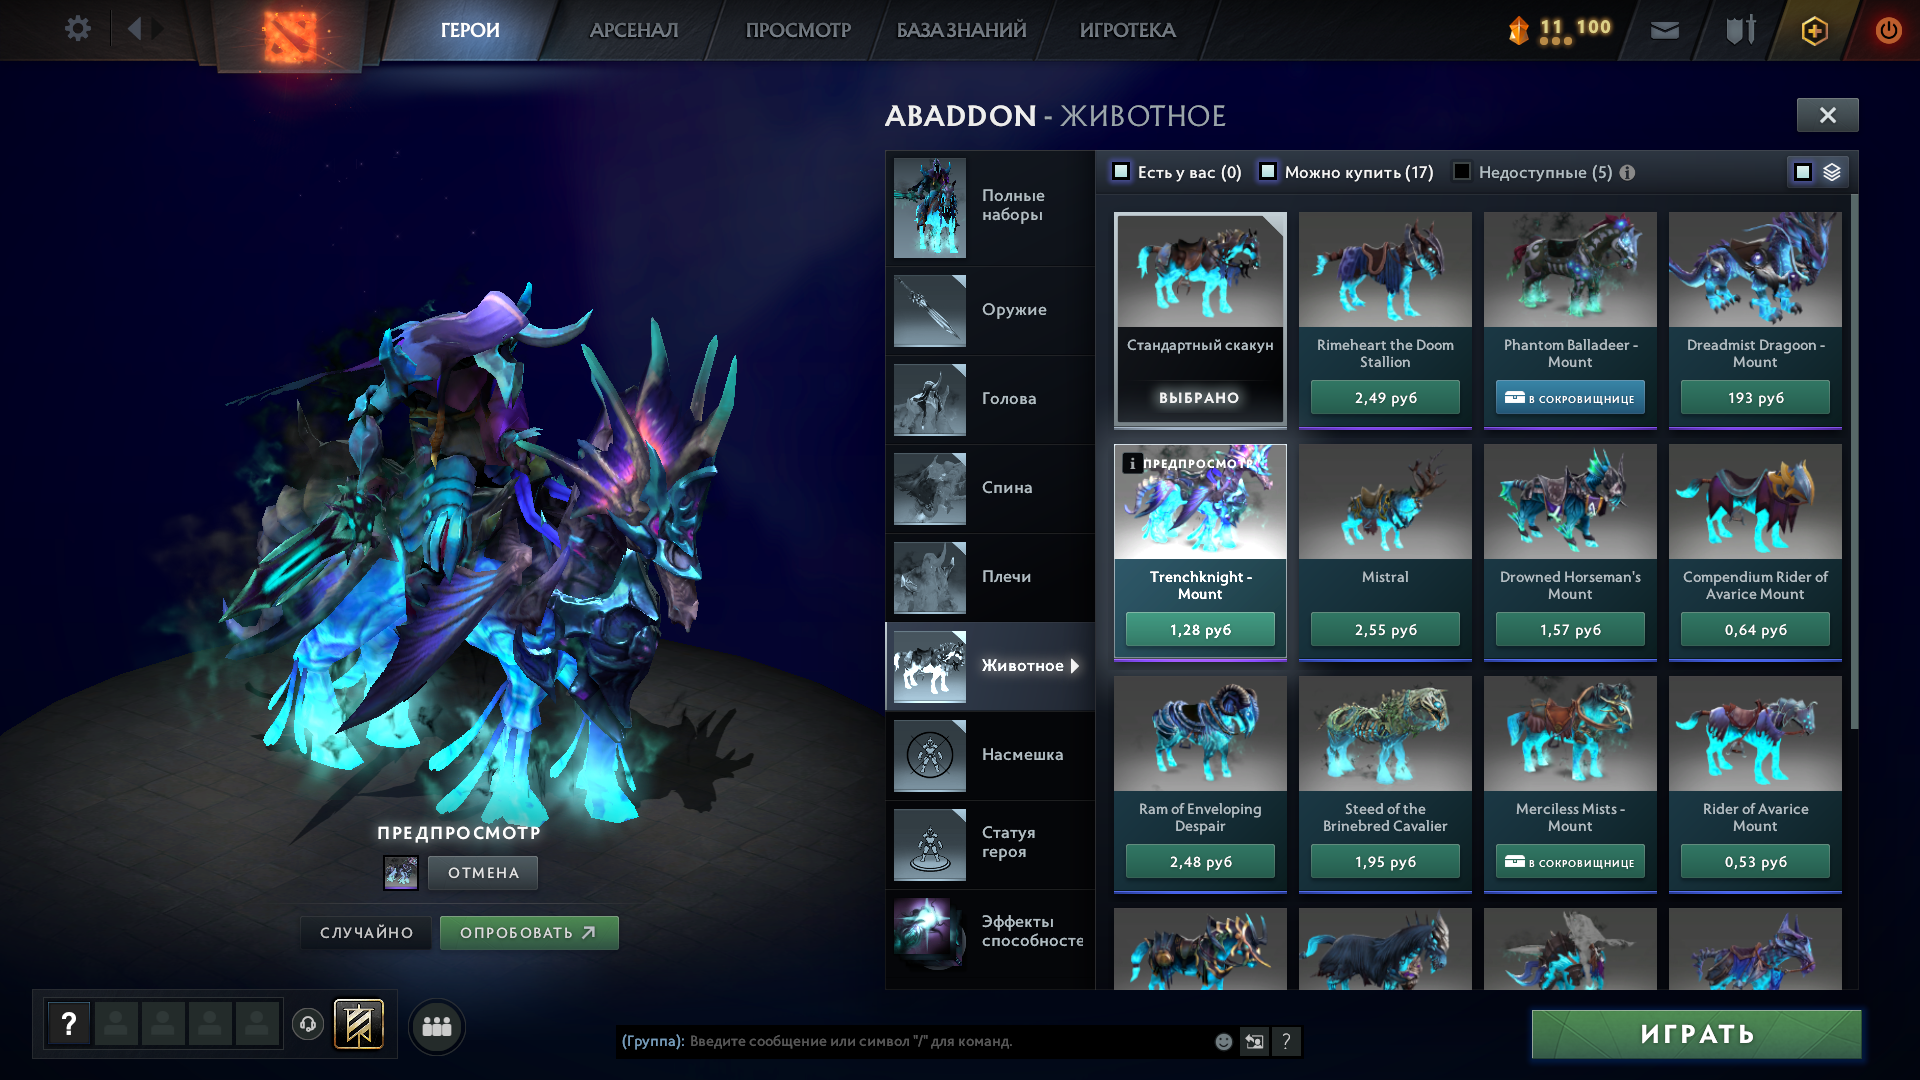 ГЕРОИ
АРСЕНАЛ
ПРОСМОТР
БАЗА ЗНАНИЙ
ИГРОТЕКА
11 100
ABADDON - ЖИВОТНОЕ
Есть у вас (0)
Можно купить (17)
Недоступные (5)
Полные
наборы
Оружие
Голова
Спина
Плечи
Животное
Насмешка
Статуя
героя
Эффекты
способносте
Стандартный скакун
ВЫБРАНО
Rimeheart the Doom
Stallion
2,49 руб
Phantom Balladeer -
Mount
В СОКРОВИЩНИЦЕ
Dreadmist Dragoon -
Mount
193 руб
ПРЕДПРОСМОТР
Trenchknight -
Mount
1,28 руб
Mistral
2,55 руб
Drowned Horseman's
Mount
1,57 руб
Compendium Rider of
Avarice Mount
0,64 руб
Ram of Enveloping
Despair
2,48 руб
Steed of the
Brinebred Cavalier
1,95 руб
Merciless Mists -
Mount
В СОКРОВИЩНИЦЕ
Rider of Avarice
Mount
0,53 руб
ПРЕДПРОСМОТР
ОТМЕНА
СЛУЧАЙНО
ОПРОБОВАТЬ
?
(Группа): Введите сообщение или символ "/" для команд.
?
ИГРАТЬ